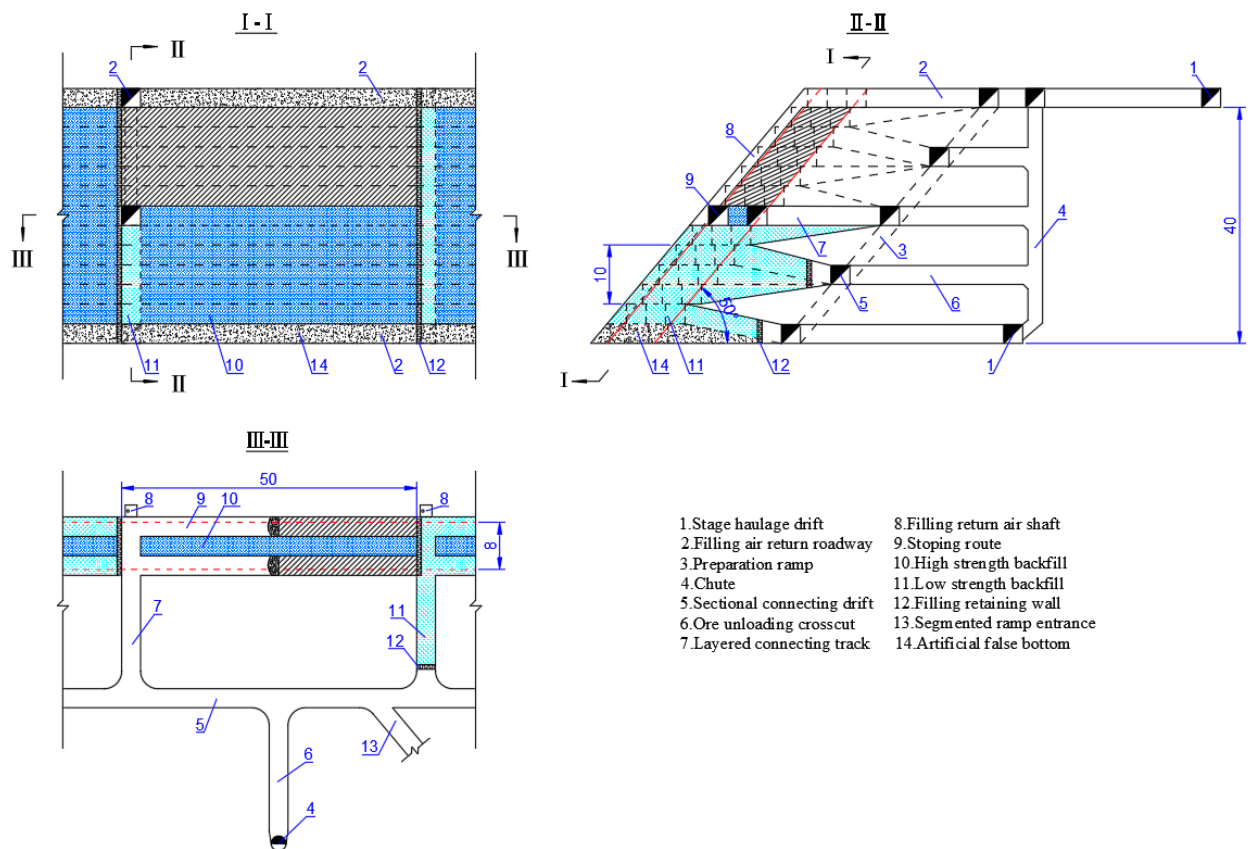 I - I
II
2
2
III
III
11
10
14
2
12
II
II-II
I
2
1
8
9
7
3
4
40
10
5
6
50°
14
11
12
1
I
III-III
50
8
9
10
8
8
7
11
12
5
13
6
4
1.Stage haulage drift
2.Filling air return roadway
3.Preparation ramp
4.Chute
5.Sectional connecting drift
6.Ore unloading crosscut
7.Layered connecting track
8.Filling return air shaft
9.Stoping route
10.High strength backfill
11.Low strength backfill
12.Filling retaining wall
13.Segmented ramp entrance
14.Artificial false bottom